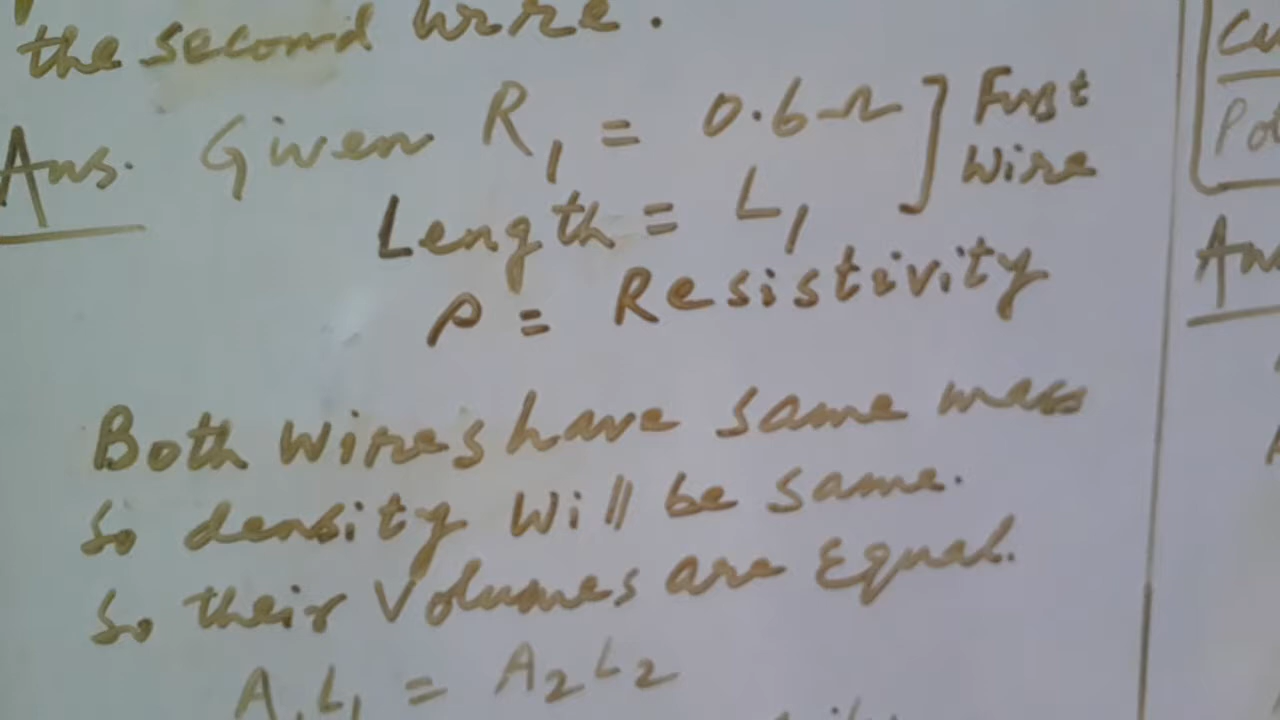 the second wire.
Ans. Given R₁ = 0.6Ω ] First
Wire
Length = L₁
ρ = Resistivity
Both wires have same mass
So density will be same.
So their Volumes are Equal.
A₁L₁ = A₂L₂